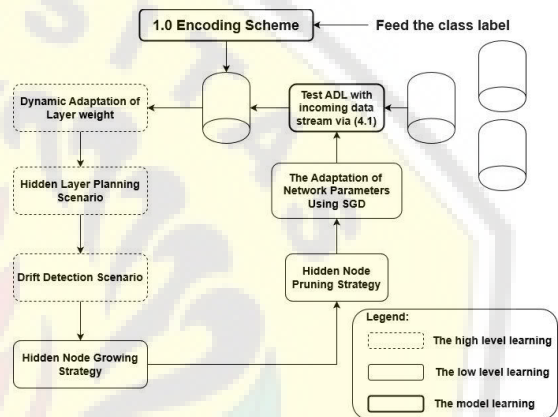 1.0 Encoding Scheme
Feed the class label
Dynamic Adaptation of
Layer weight
Test ADL with
incoming data
stream via (4.1)
Hidden Layer Planning
Scenario
The Adaptation of
Network Parameters
Using SGD
Drift Detection Scenario
Hidden Node
Pruning Strategy
Hidden Node Growing
Strategy
Legend:
The high level learning
The low level learning
The model learning